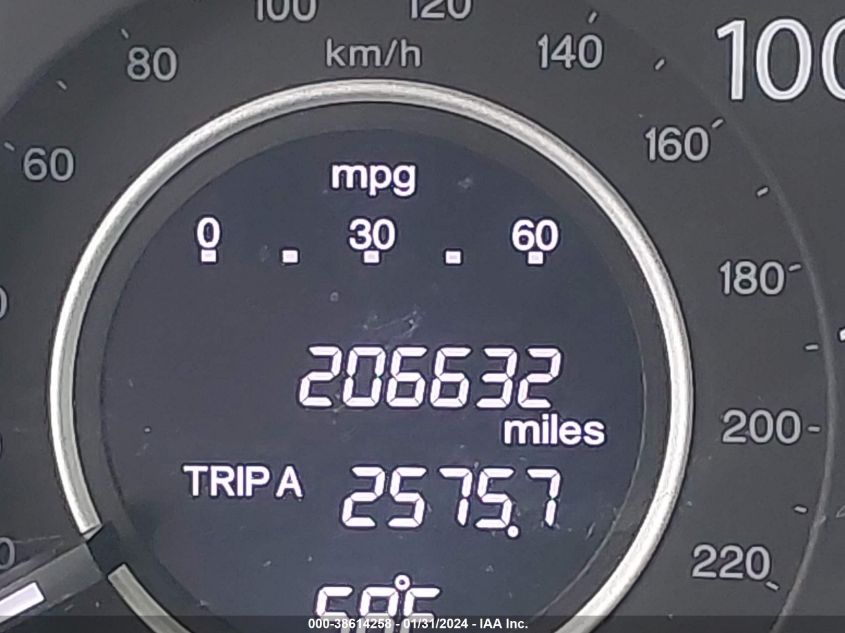 100 120
80 km/h 140
100
60 160
mpg
0 30 60
180
206632
miles
200
TRIP A 2575.7
220
58°F
000-38614258 - 01/31/2024 - IAA Inc.